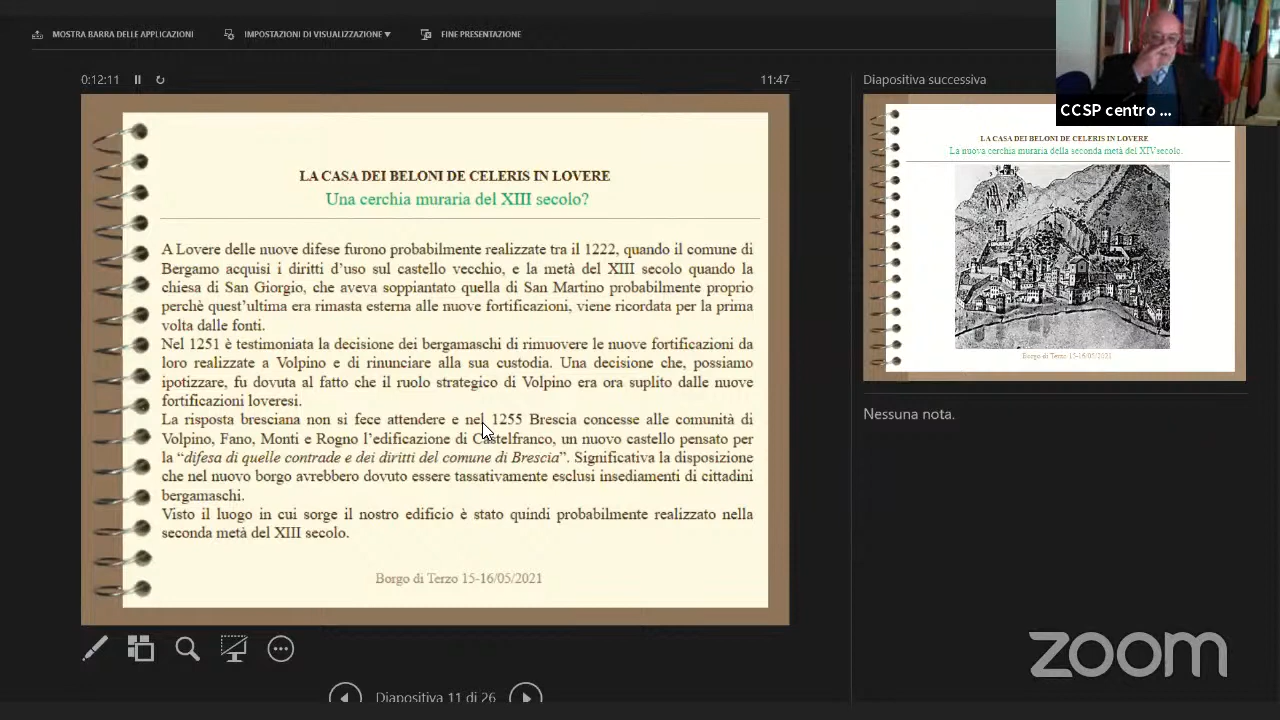 MOSTRA BARRA DELLE APPLICAZIONI
IMPOSTAZIONI DI VISUALIZZAZIONE ▼
FINE PRESENTAZIONE
0:12:11
11:47
LA CASA DEI BELONI DE CELERIS IN LOVERE
Una cerchia muraria del XIII secolo?
A Lovere delle nuove difese furono probabilmente realizzate tra il 1222, quando il comune di
Bergamo acquisì i diritti d’uso sul castello vecchio, e la metà del XIII secolo quando la
chiesa di San Giorgio, che aveva soppiantato quella di San Martino probabilmente proprio
perchè quest’ultima era rimasta esterna alle nuove fortificazioni, viene ricordata per la prima
volta dalle fonti.
Nel 1251 è testimoniata la decisione dei bergamaschi di rimuovere le nuove fortificazioni da
loro realizzate a Volpino e di rinunciare alla sua custodia. Una decisione che, possiamo
ipotizzare, fu dovuta al fatto che il ruolo strategico di Volpino era ora suplito dalle nuove
fortificazioni loveresi.
La risposta bresciana non si fece attendere e nel 1255 Brescia concesse alle comunità di
Volpino, Fano, Monti e Rogno l’edificazione di Castelfranco, un nuovo castello pensato per
la “difesa di quelle contrade e dei diritti del comune di Brescia”. Significativa la disposizione
che nel nuovo borgo avrebbero dovuto essere tassativamente esclusi insediamenti di cittadini
bergamaschi.
Visto il luogo in cui sorge il nostro edificio è stato quindi probabilmente realizzato nella
seconda metà del XIII secolo.
Borgo di Terzo 15-16/05/2021
Diapositiva 11 di 26
Diapositiva successiva
CCSP centro ...
LA CASA DEI BELONI DE CELERIS IN LOVERE
La nuova cerchia muraria della seconda metà del XIV secolo.
Borgo di Terzo 15-16/05/2021
Nessuna nota.
zoom